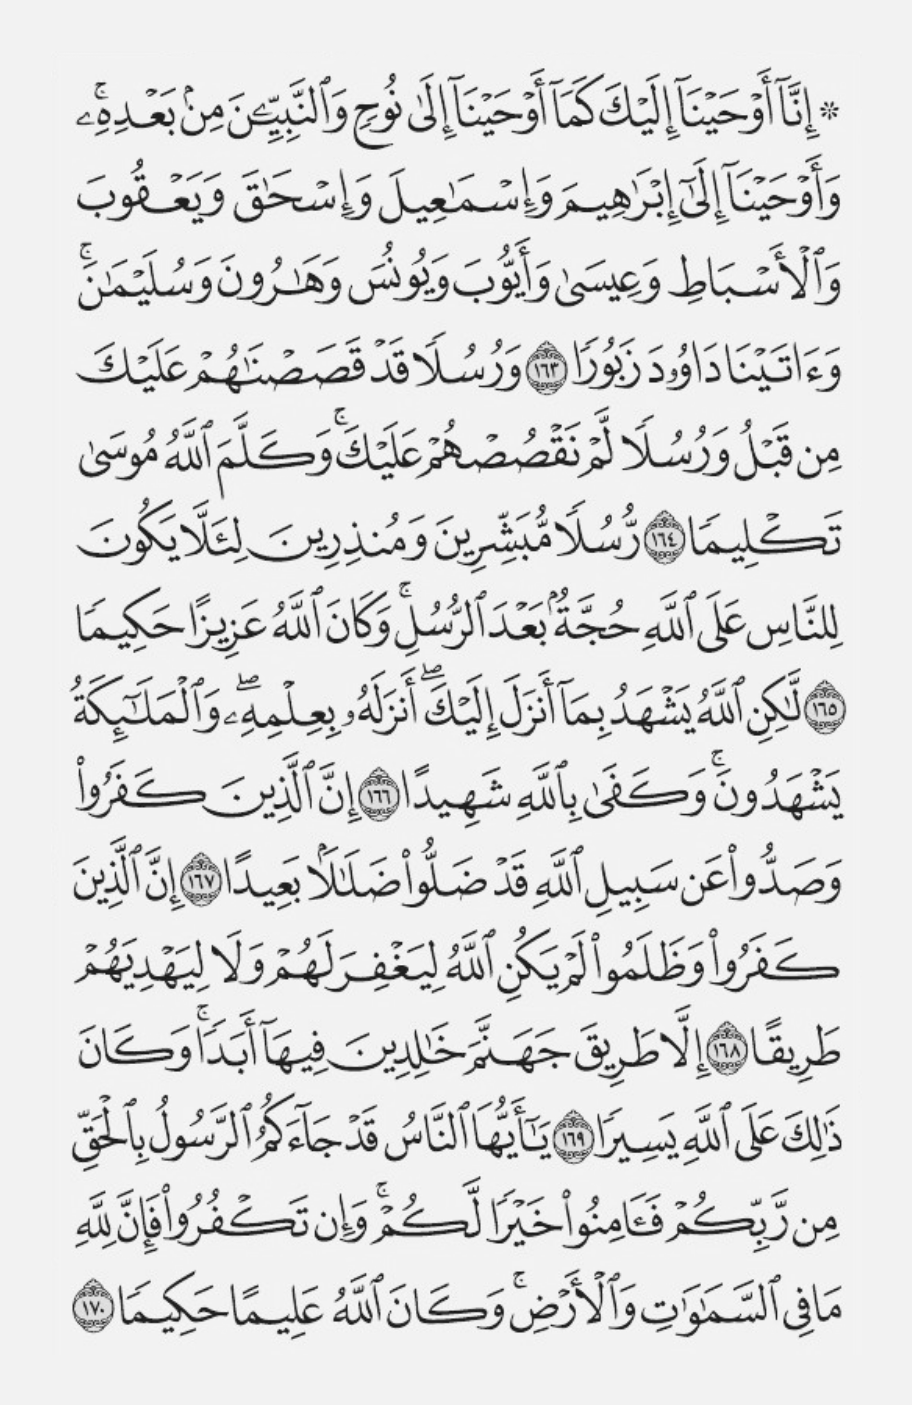 ۞ إِنَّآ أَوۡحَيۡنَآ إِلَيۡكَ كَمَآ أَوۡحَيۡنَآ إِلَىٰ نُوحٖ وَٱلنَّبِيِّـۧنَ مِنۢ بَعۡدِهِۦۚ
وَأَوۡحَيۡنَآ إِلَىٰٓ إِبۡرَٰهِيمَ وَإِسۡمَٰعِيلَ وَإِسۡحَٰقَ وَيَعۡقُوبَ
وَٱلۡأَسۡبَاطِ وَعِيسَىٰ وَأَيُّوبَ وَيُونُسَ وَهَٰرُونَ وَسُلَيۡمَٰنَۚ
وَءَاتَيۡنَا دَاوُۥدَ زَبُورٗا ١٦٣ وَرُسُلٗا قَدۡ قَصَصۡنَٰهُمۡ عَلَيۡكَ
مِن قَبۡلُ وَرُسُلٗا لَّمۡ نَقۡصُصۡهُمۡ عَلَيۡكَۚ وَكَلَّمَ ٱللَّهُ مُوسَىٰ
تَكۡلِيمٗا ١٦٤ رُّسُلٗا مُّبَشِّرِينَ وَمُنذِرِينَ لِئَلَّا يَكُونَ
لِلنَّاسِ عَلَى ٱللَّهِ حُجَّةُۢ بَعۡدَ ٱلرُّسُلِۚ وَكَانَ ٱللَّهُ عَزِيزًا حَكِيمٗا
١٦٥ لَّٰكِنِ ٱللَّهُ يَشۡهَدُ بِمَآ أَنزَلَ إِلَيۡكَۖ أَنزَلَهُۥ بِعِلۡمِهِۦۖ وَٱلۡمَلَٰٓئِكَةُ
يَشۡهَدُونَۚ وَكَفَىٰ بِٱللَّهِ شَهِيدًا ١٦٦ إِنَّ ٱلَّذِينَ كَفَرُواْ
وَصَدُّواْ عَن سَبِيلِ ٱللَّهِ قَدۡ ضَلُّواْ ضَلَٰلَۢا بَعِيدًا ١٦٧ إِنَّ ٱلَّذِينَ
كَفَرُواْ وَظَلَمُواْ لَمۡ يَكُنِ ٱللَّهُ لِيَغۡفِرَ لَهُمۡ وَلَا لِيَهۡدِيَهُمۡ
طَرِيقًا ١٦٨ إِلَّا طَرِيقَ جَهَنَّمَ خَٰلِدِينَ فِيهَآ أَبَدٗاۚ وَكَانَ
ذَٰلِكَ عَلَى ٱللَّهِ يَسِيرٗا ١٦٩ يَٰٓأَيُّهَا ٱلنَّاسُ قَدۡ جَآءَكُمُ ٱلرَّسُولُ بِٱلۡحَقِّ
مِن رَّبِّكُمۡ فَـَٔامِنُواْ خَيۡرٗا لَّكُمۡۚ وَإِن تَكۡفُرُواْ فَإِنَّ لِلَّهِ
مَا فِي ٱلسَّمَٰوَٰتِ وَٱلۡأَرۡضِۚ وَكَانَ ٱللَّهُ عَلِيمًا حَكِيمٗا ١٧٠